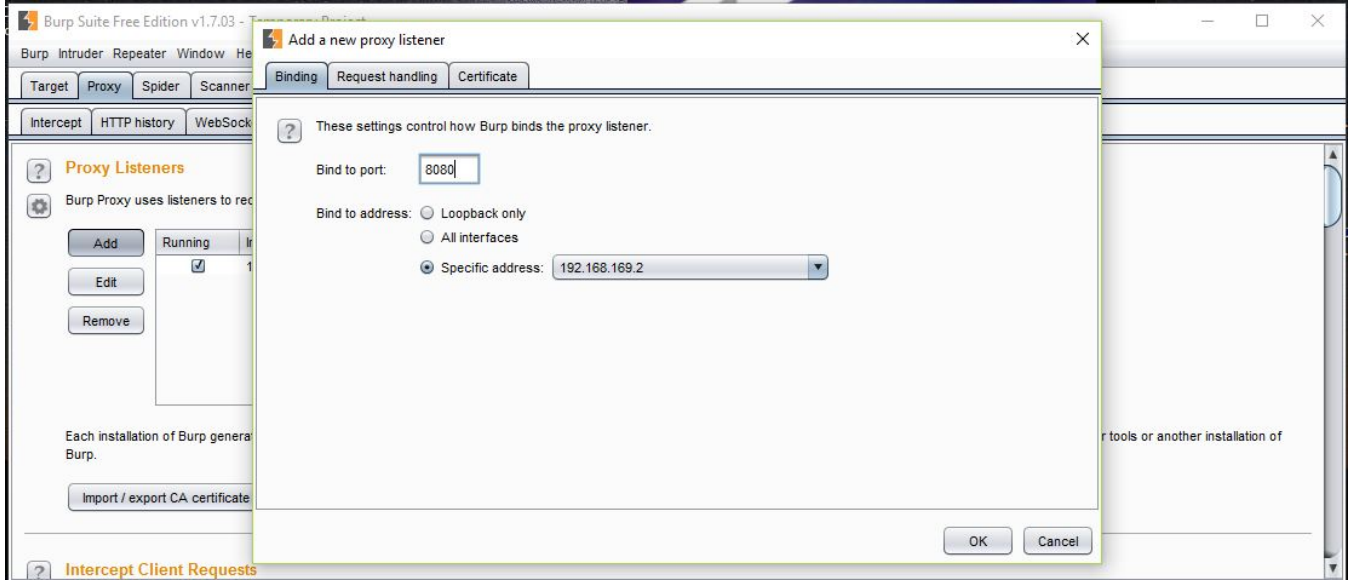 Burp Suite Free Edition v1.7.03 - Temporary Project
Add a new proxy listener
Burp Intruder Repeater Window He
Binding Request handling Certificate
Target Proxy Spider Scanner
Intercept HTTP history WebSock
? These settings control how Burp binds the proxy listener.
Bind to port: 8080
? Proxy Listeners
Burp Proxy uses listeners to rec
Bind to address: Loopback only
All interfaces
Specific address: 192.168.169.2
Add Running In
1
Edit
Remove
Each installation of Burp genera
r tools or another installation of
Burp.
Import / export CA certificate
OK Cancel
? Intercept Client Requests